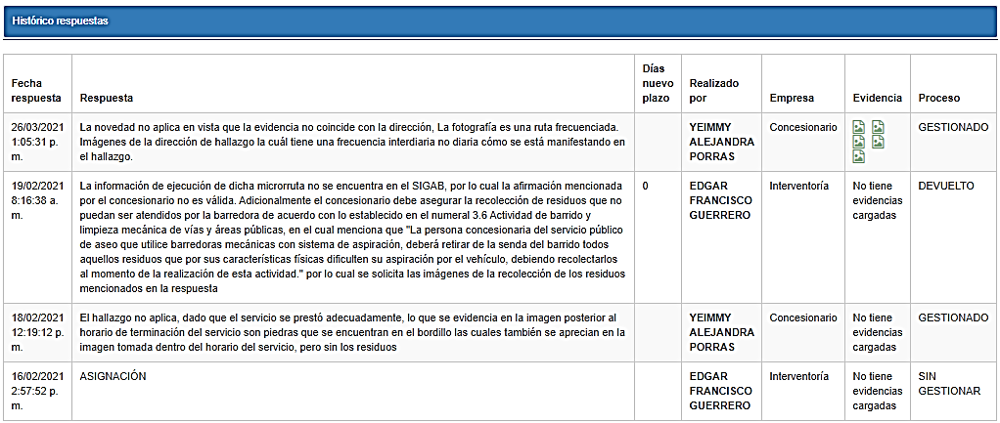 Histórico respuestas
Fecha respuesta Respuesta Días nuevo plazo Realizado por Empresa Evidencia Proceso
26/03/2021 1:05:31 p. m.
La novedad no aplica en vista que la evidencia no coincide con la dirección, La fotografía es una ruta frecuenciada.
Imágenes de la dirección de hallazgo la cuál tiene una frecuencia interdiaria no diaria cómo se está manifestando en
el hallazgo.
YEIMMY ALEJANDRA PORRAS
Concesionario
GESTIONADO
19/02/2021 8:16:38 a. m.
La información de ejecución de dicha microrruta no se encuentra en el SIGAB, por lo cual la afirmación mencionada
por el concesionario no es válida. Adicionalmente el concesionario debe asegurar la recolección de residuos que no
puedan ser atendidos por la barredora de acuerdo con lo establecido en el numeral 3.6 Actividad de barrido y
limpieza mecánica de vías y áreas públicas, en el cual menciona que "La persona concesionaria del servicio público
de aseo que utilice barredoras mecánicas con sistema de aspiración, deberá retirar de la senda del barrido todos
aquellos residuos que por sus características físicas dificulten su aspiración por el vehículo, debiendo recolectarlos
al momento de la realización de esta actividad." por lo cual se solicita las imágenes de la recolección de los residuos
mencionados en la respuesta
0
EDGAR FRANCISCO GUERRERO
Interventoría
No tiene evidencias cargadas
DEVUELTO
18/02/2021 12:19:12 p. m.
El hallazgo no aplica, dado que el servicio se prestó adecuadamente, lo que se evidencia en la imagen posterior al
horario de terminación del servicio son piedras que se encuentran en el bordillo las cuales también se aprecian en la
imagen tomada dentro del horario del servicio, pero sin los residuos
YEIMMY ALEJANDRA PORRAS
Concesionario
No tiene evidencias cargadas
GESTIONADO
16/02/2021 2:57:52 p. m.
ASIGNACIÓN
EDGAR FRANCISCO GUERRERO
Interventoría
No tiene evidencias cargadas
SIN GESTIONAR